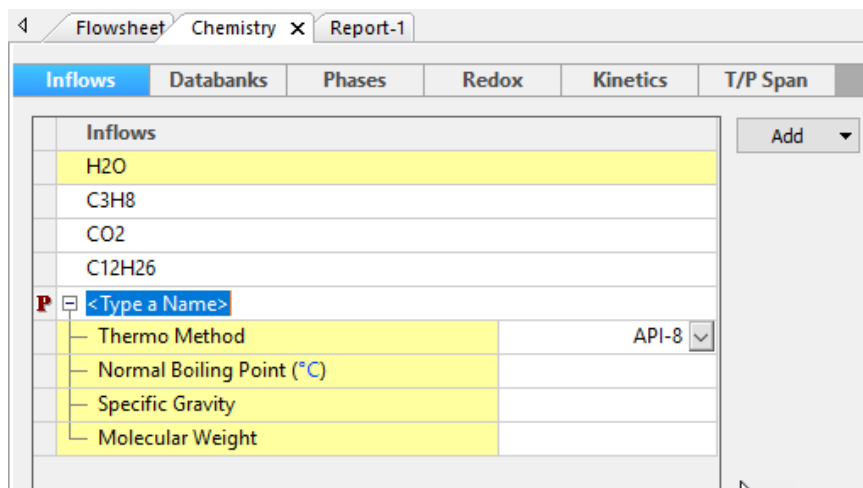 Flowsheet Chemistry Report-1
Inflows Databanks Phases Redox Kinetics T/P Span
Inflows
Add
H2O
C3H8
CO2
C12H26
P <Type a Name>
Thermo Method API-8
Normal Boiling Point (°C)
Specific Gravity
Molecular Weight